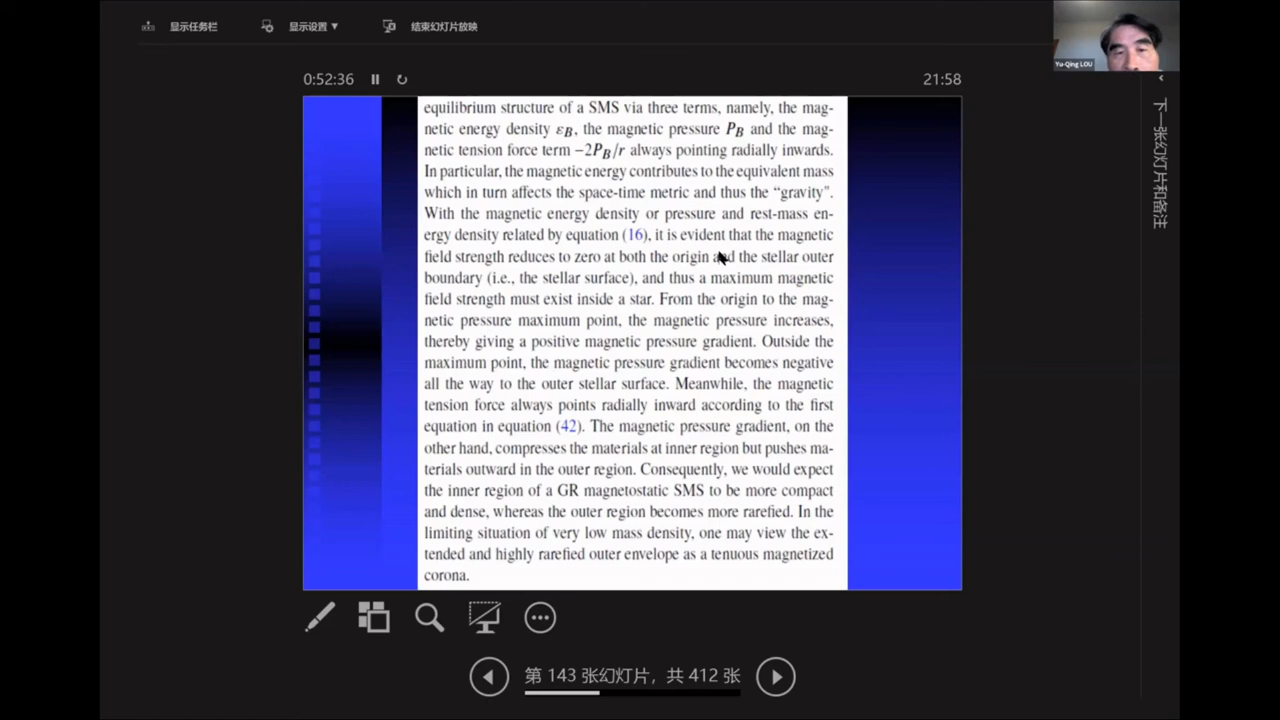 显示任务栏 显示设置 ▼ 结束幻灯片放映
Yu-Qing LOU
0:52:36 21:58
下一张幻灯片和备注
equilibrium structure of a SMS via three terms, namely, the mag-
netic energy density εB, the magnetic pressure PB and the mag-
netic tension force term −2PB/r always pointing radially inwards.
In particular, the magnetic energy contributes to the equivalent mass
which in turn affects the space-time metric and thus the “gravity".
With the magnetic energy density or pressure and rest-mass en-
ergy density related by equation (16), it is evident that the magnetic
field strength reduces to zero at both the origin and the stellar outer
boundary (i.e., the stellar surface), and thus a maximum magnetic
field strength must exist inside a star. From the origin to the mag-
netic pressure maximum point, the magnetic pressure increases,
thereby giving a positive magnetic pressure gradient. Outside the
maximum point, the magnetic pressure gradient becomes negative
all the way to the outer stellar surface. Meanwhile, the magnetic
tension force always points radially inward according to the first
equation in equation (42). The magnetic pressure gradient, on the
other hand, compresses the materials at inner region but pushes ma-
terials outward in the outer region. Consequently, we would expect
the inner region of a GR magnetostatic SMS to be more compact
and dense, whereas the outer region becomes more rarefied. In the
limiting situation of very low mass density, one may view the ex-
tended and highly rarefied outer envelope as a tenuous magnetized
corona.
第 143 张幻灯片，共 412 张